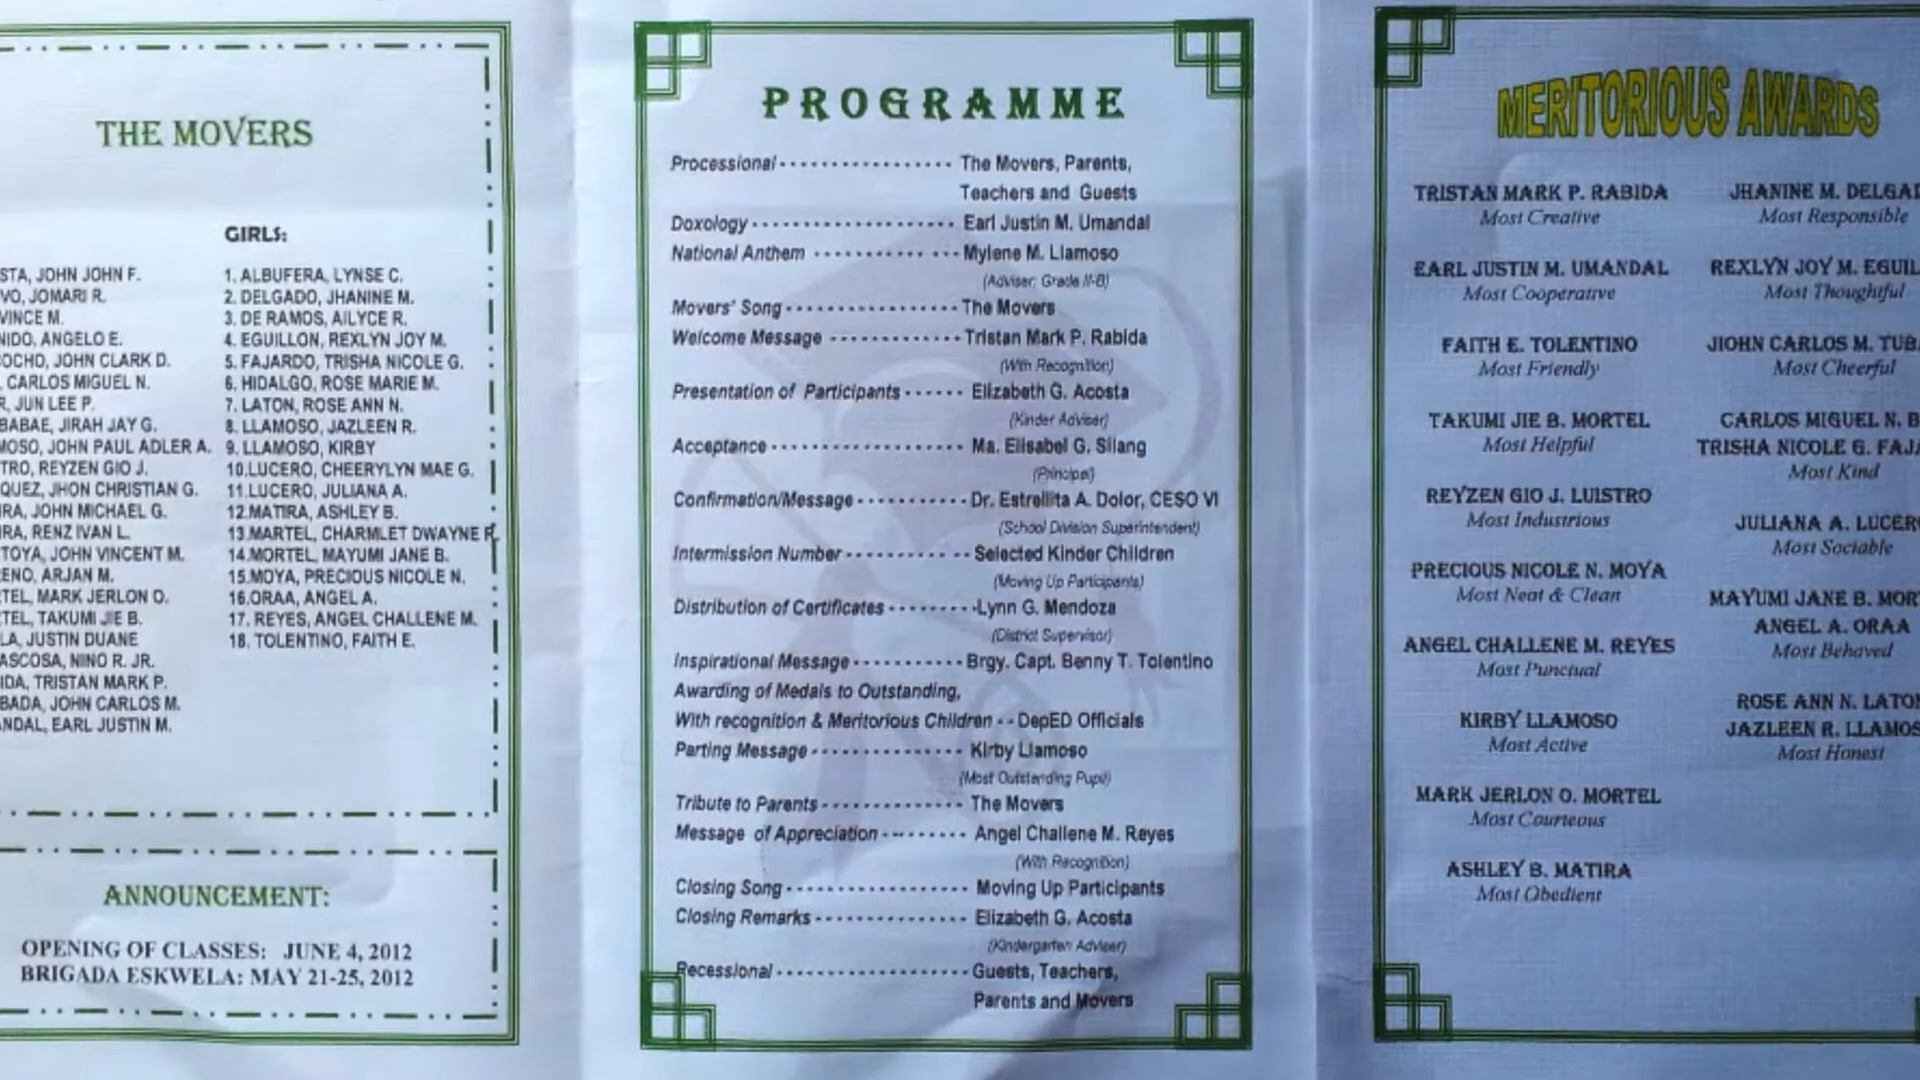 THE MOVERS
GIRLS:
STA, JOHN JOHN F.
VO, JOMARI R.
VINCE M.
NIDO, ANGELO E.
OCHO, JOHN CLARK D.
, CARLOS MIGUEL N.
R, JUN LEE P.
BABAE, JIRAH JAY G.
MOSO, JOHN PAUL ADLER A.
TRO, REYZEN GIO J.
QUEZ, JHON CHRISTIAN G.
IRA, JOHN MICHAEL G.
IRA, RENZ IVAN L.
TOYA, JOHN VINCENT M.
ENO, ARJAN M.
TEL, MARK JERLON O.
TEL, TAKUMI JIE B.
LA, JUSTIN DUANE
ASCOSA, NINO R. JR.
IDA, TRISTAN MARK P.
BADA, JOHN CARLOS M.
ANDAL, EARL JUSTIN M.
1. ALBUFERA, LYNSE C.
2. DELGADO, JHANINE M.
3. DE RAMOS, AILYCE R.
4. EGUILLON, REXLYN JOY M.
5. FAJARDO, TRISHA NICOLE G.
6. HIDALGO, ROSE MARIE M.
7. LATON, ROSE ANN N.
8. LLAMOSO, JAZLEEN R.
9. LLAMOSO, KIRBY
10.LUCERO, CHEERYLYN MAE G.
11.LUCERO, JULIANA A.
12.MATIRA, ASHLEY B.
13.MARTEL, CHARMLET DWAYNE R.
14.MORTEL, MAYUMI JANE B.
15.MOYA, PRECIOUS NICOLE N.
16.ORAA, ANGEL A.
17. REYES, ANGEL CHALLENE M.
18. TOLENTINO, FAITH E.
ANNOUNCEMENT:
OPENING OF CLASSES: JUNE 4, 2012
BRIGADA ESKWELA: MAY 21-25, 2012
PROGRAMME
Processional - - - - - - - - - - - - - - - - - The Movers, Parents,
Teachers and Guests
Doxology - - - - - - - - - - - - - - - - - - - - Earl Justin M. Umandal
National Anthem - - - - - - - - - - - - - - Mylene M. Llamoso
(Adviser, Grade II-B)
Movers' Song - - - - - - - - - - - - - - - - - The Movers
Welcome Message - - - - - - - - - - - - - Tristan Mark P. Rabida
(With Recognition)
Presentation of Participants - - - - - - Elizabeth G. Acosta
(Kinder Adviser)
Acceptance - - - - - - - - - - - - - - - - - - - Ma. Elisabel G. Silang
(Principal)
Confirmation/Message - - - - - - - - - - - Dr. Estrellita A. Dolor, CESO VI
(School Division Superintendent)
Intermission Number - - - - - - - - - - - - Selected Kinder Children
(Moving Up Participants)
Distribution of Certificates - - - - - - - - - Lynn G. Mendoza
(District Supervisor)
Inspirational Message - - - - - - - - - - - Brgy. Capt. Benny T. Tolentino
Awarding of Medals to Outstanding,
With recognition & Meritorious Children - - DepED Officials
Parting Message - - - - - - - - - - - - - - - Kirby Llamoso
(Most Outstanding Pupil)
Tribute to Parents - - - - - - - - - - - - - - The Movers
Message of Appreciation - - - - - - - - - Angel Challene M. Reyes
(With Recognition)
Closing Song - - - - - - - - - - - - - - - - - - Moving Up Participants
Closing Remarks - - - - - - - - - - - - - - - Elizabeth G. Acosta
(Kindergarten Adviser)
Recessional - - - - - - - - - - - - - - - - - - - Guests, Teachers,
Parents and Movers
MERITORIOUS AWARDS
TRISTAN MARK P. RABIDA
Most Creative
EARL JUSTIN M. UMANDAL
Most Cooperative
FAITH E. TOLENTINO
Most Friendly
TAKUMI JIE B. MORTEL
Most Helpful
REYZEN GIO J. LUISTRO
Most Industrious
PRECIOUS NICOLE N. MOYA
Most Neat & Clean
ANGEL CHALLENE M. REYES
Most Punctual
KIRBY LLAMOSO
Most Active
MARK JERLON O. MORTEL
Most Courteous
ASHLEY B. MATIRA
Most Obedient
JHANINE M. DELGAD
Most Responsible
REXLYN JOY M. EGUIL
Most Thoughtful
JIOHN CARLOS M. TUB
Most Cheerful
CARLOS MIGUEL N. B
TRISHA NICOLE G. FAJA
Most Kind
JULIANA A. LUCERO
Most Sociable
MAYUMI JANE B. MOR
ANGEL A. ORAA
Most Behaved
ROSE ANN N. LATON
JAZLEEN R. LLAMOS
Most Honest